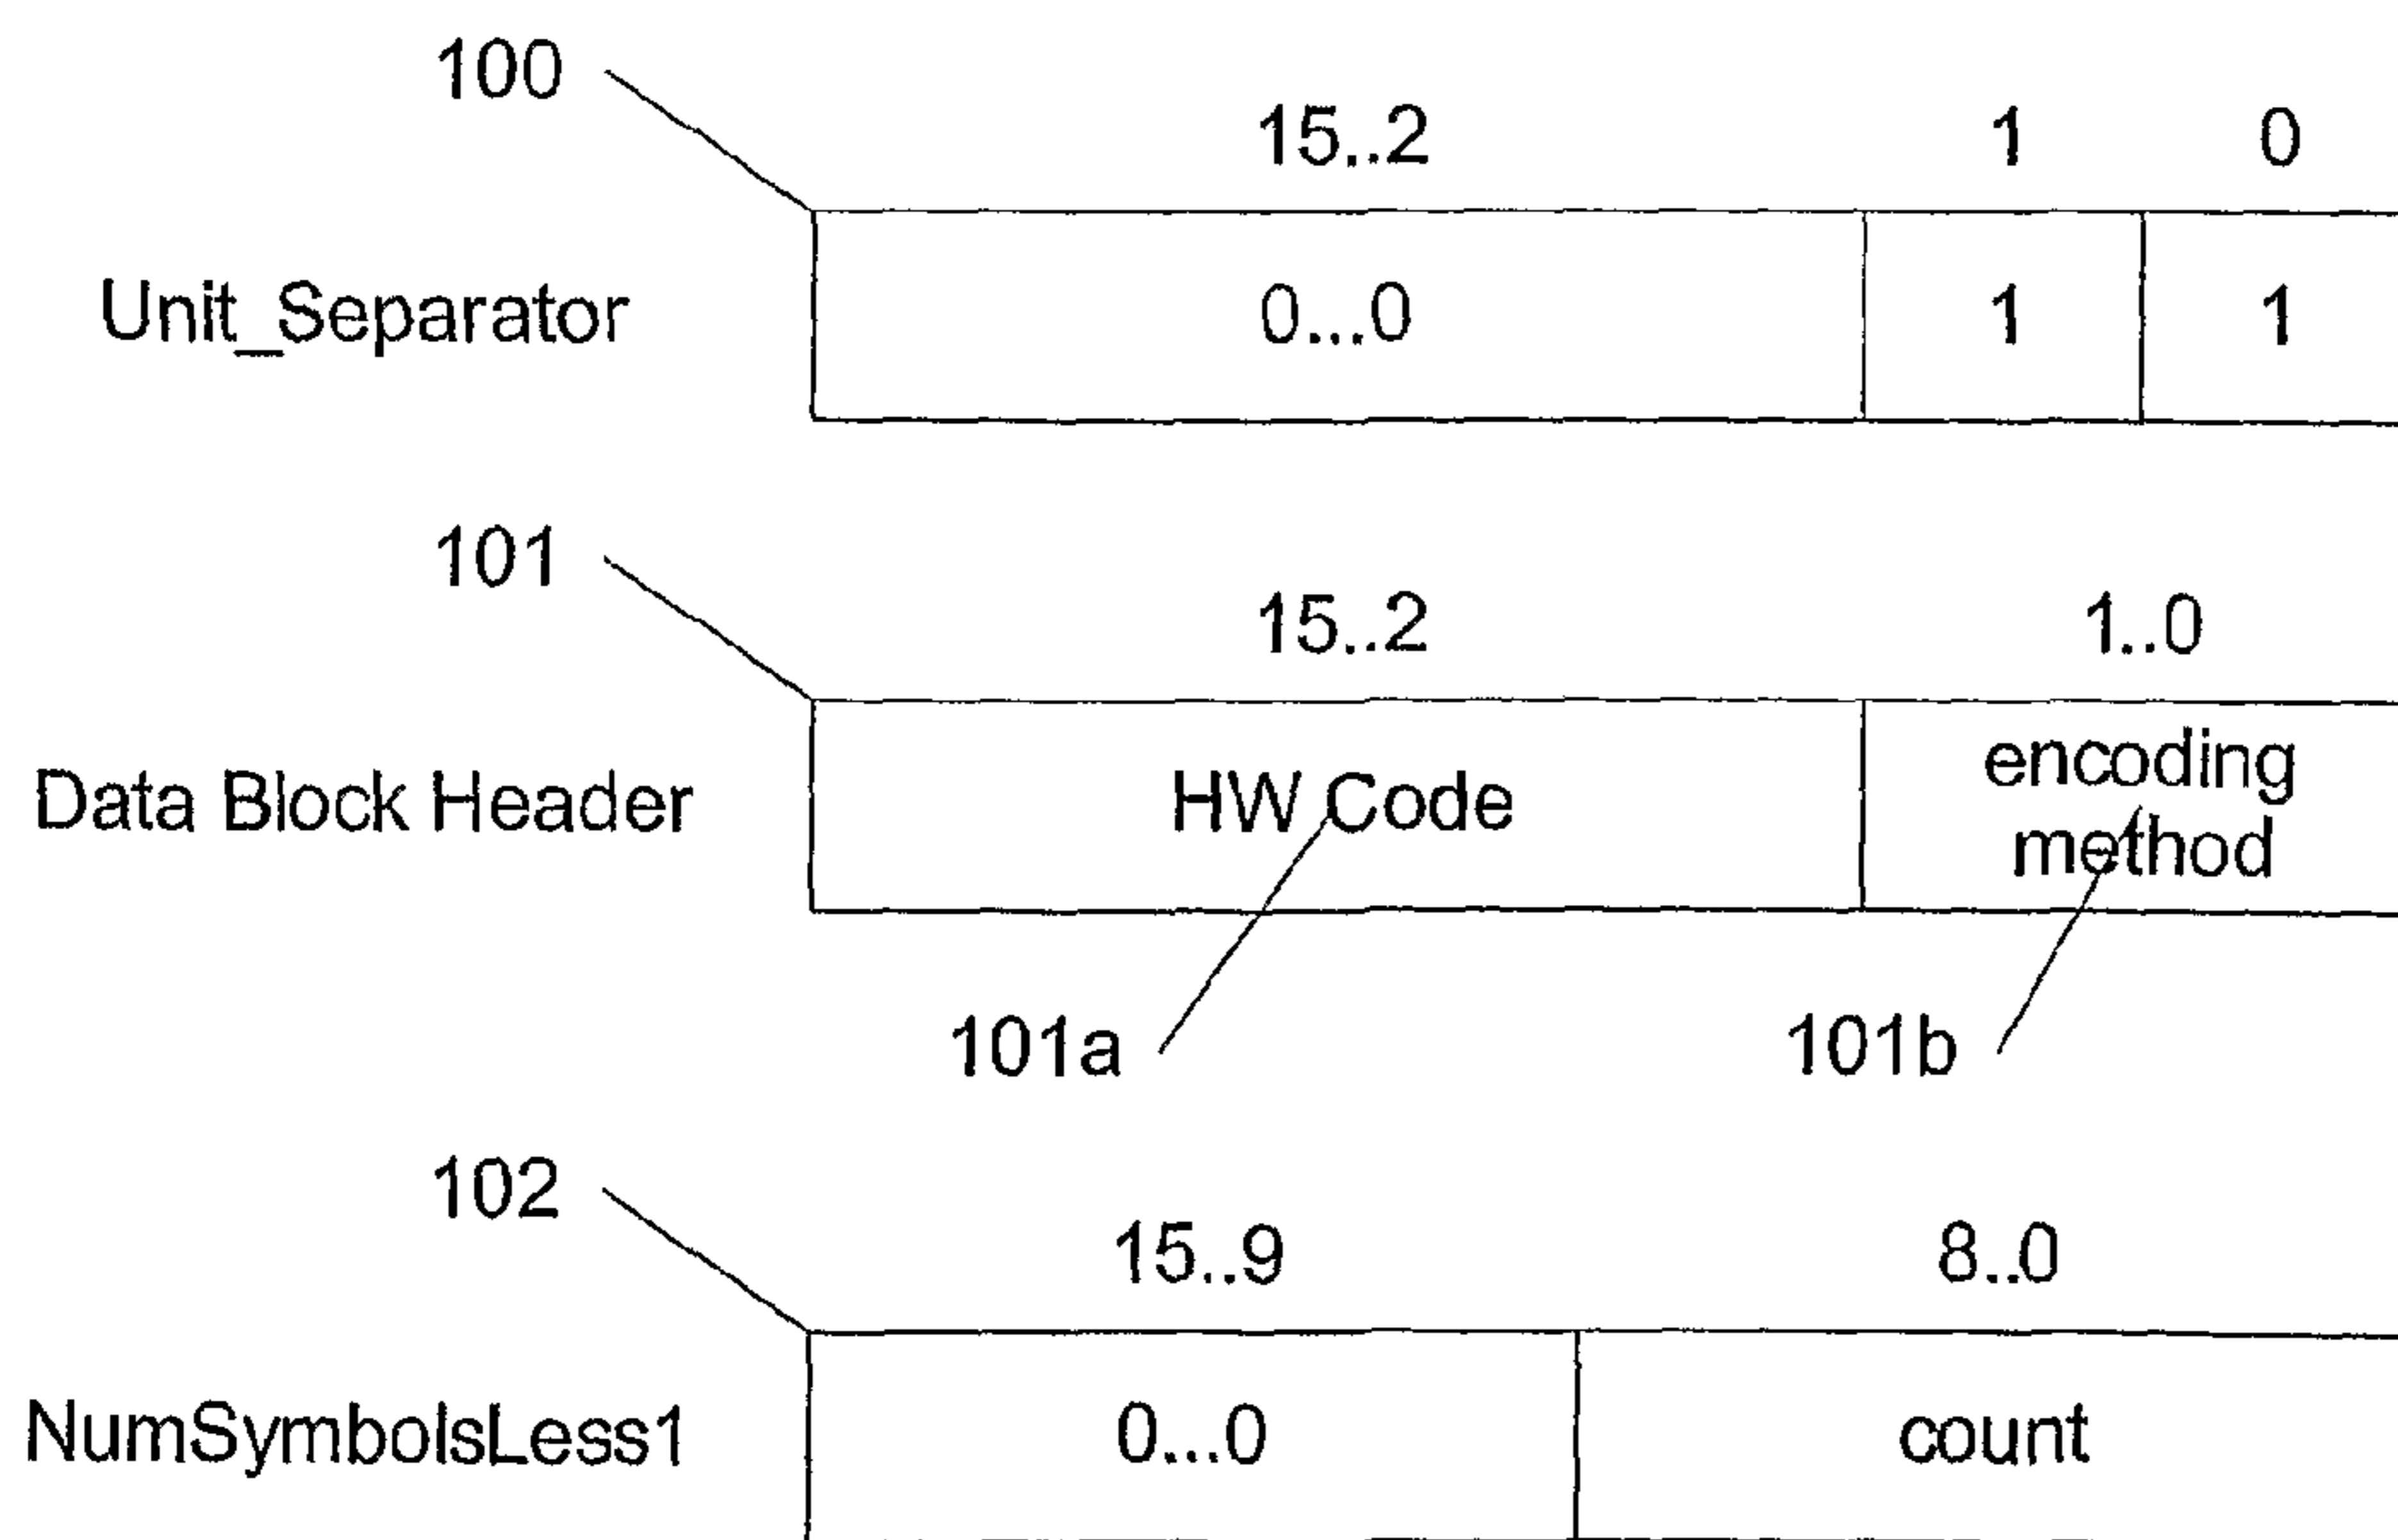 100
15..2 1 0
Unit_Separator 0...0 1 1
101
15..2 1..0
Data Block Header HW Code encoding method
101a 101b
102
15..9 8..0
NumSymbolsLess1 0...0 count